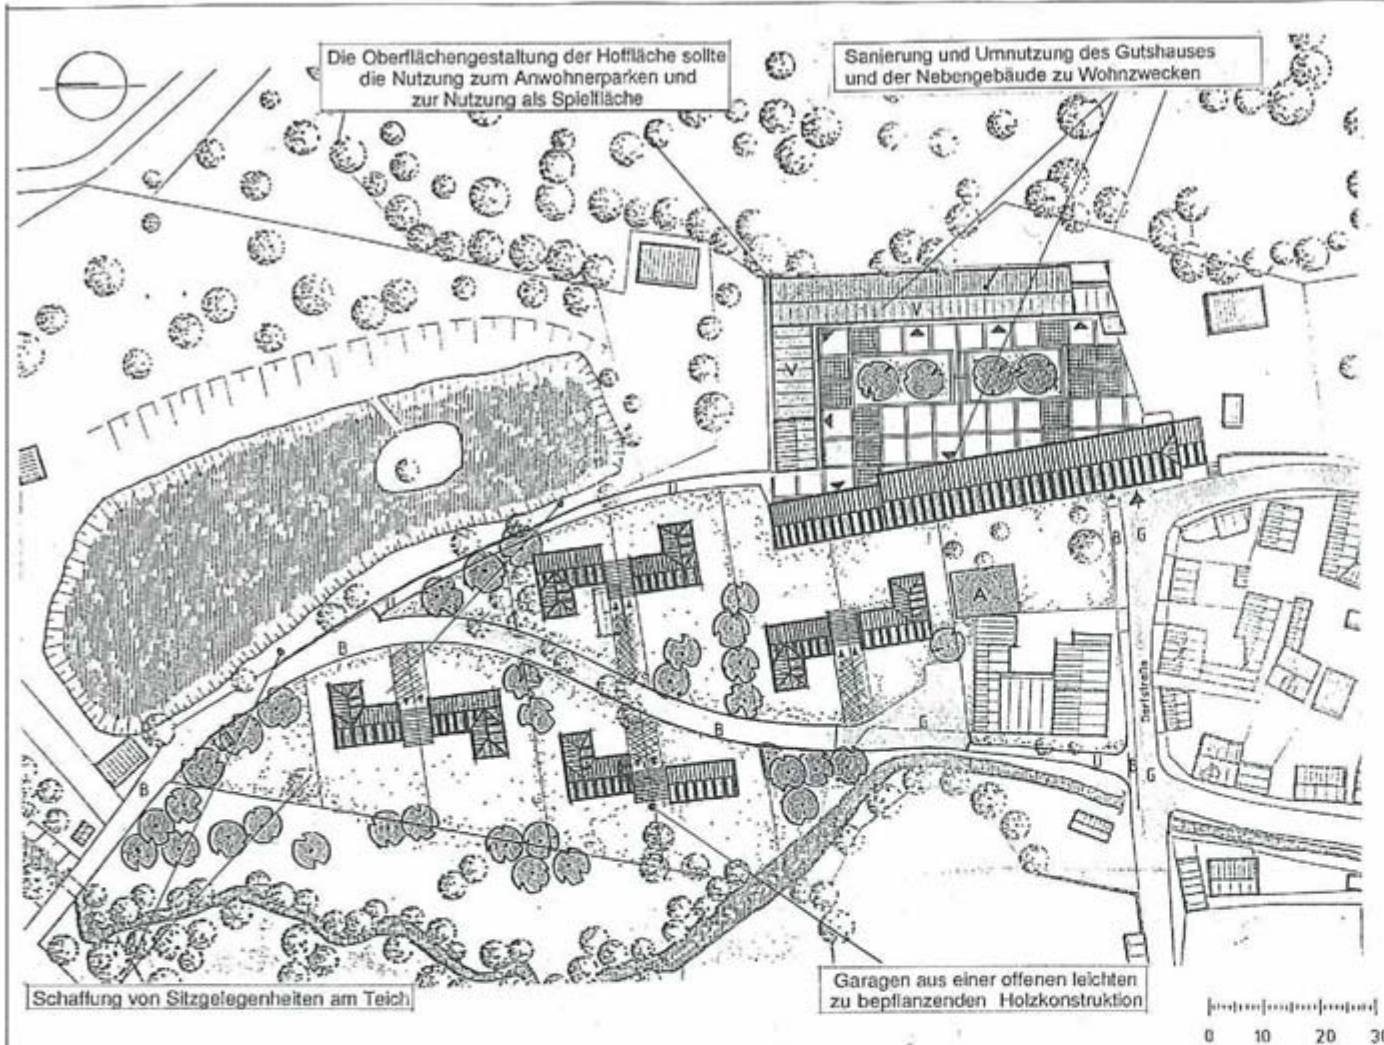 Die Oberflächengestaltung der Hoffläche sollte
die Nutzung zum Anwohnerparken und
zur Nutzung als Spielfläche
Sanierung und Umnutzung des Gutshauses
und der Nebengebäude zu Wohnzwecken
V
V
U
A
B
G
U
B
B
G
Dorfstraße
U
B
G
B
Schaffung von Sitzgelegenheiten am Teich
Garagen aus einer offenen leichten
zu bepflanzenden Holzkonstruktion
0 10 20 30